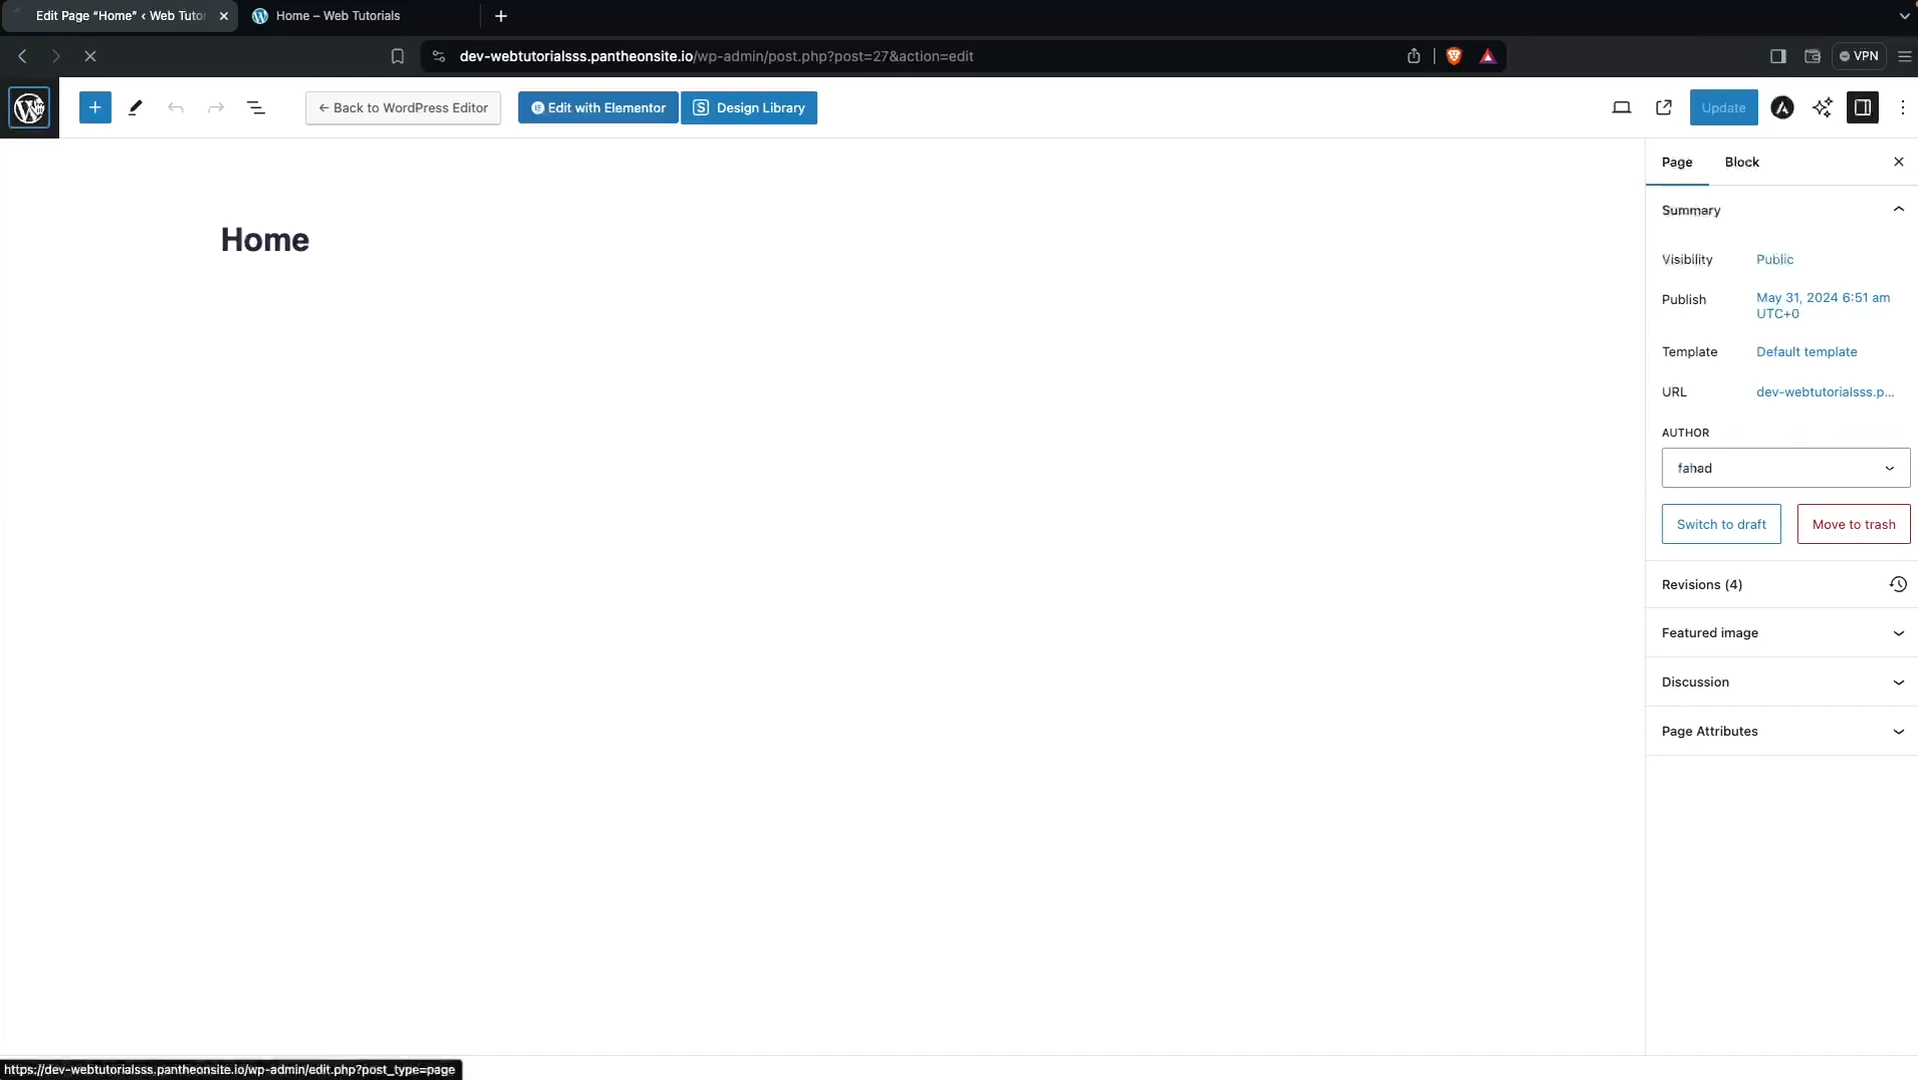 Edit Page “Home” ‹ Web Tutor
Home – Web Tutorials
dev-webtutorialsss.pantheonsite.io/wp-admin/post.php?post=27&action=edit
VPN
← Back to WordPress Editor
Edit with Elementor
Design Library
Update
Page
Block
Summary
Home
Visibility
Public
Publish
May 31, 2024 6:51 am
UTC+0
Template
Default template
URL
dev-webtutorialsss.p...
AUTHOR
fahad
Switch to draft
Move to trash
Revisions (4)
Featured image
Discussion
Page Attributes
https://dev-webtutorialsss.pantheonsite.io/wp-admin/edit.php?post_type=page